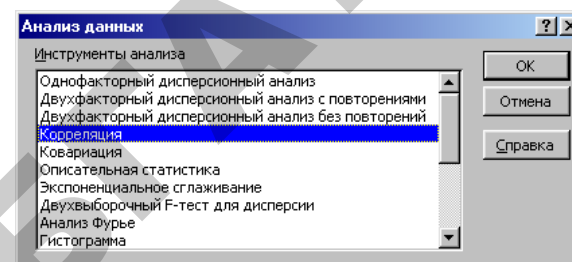 Анализ данных
Инструменты анализа
Однофакторный дисперсионный анализ
Двухфакторный дисперсионный анализ с повторениями
Двухфакторный дисперсионный анализ без повторений
Корреляция
Ковариация
Описательная статистика
Экспоненциальное сглаживание
Двухвыборочный F-тест для дисперсии
Анализ Фурье
Гистограмма
OK
Отмена
Справка